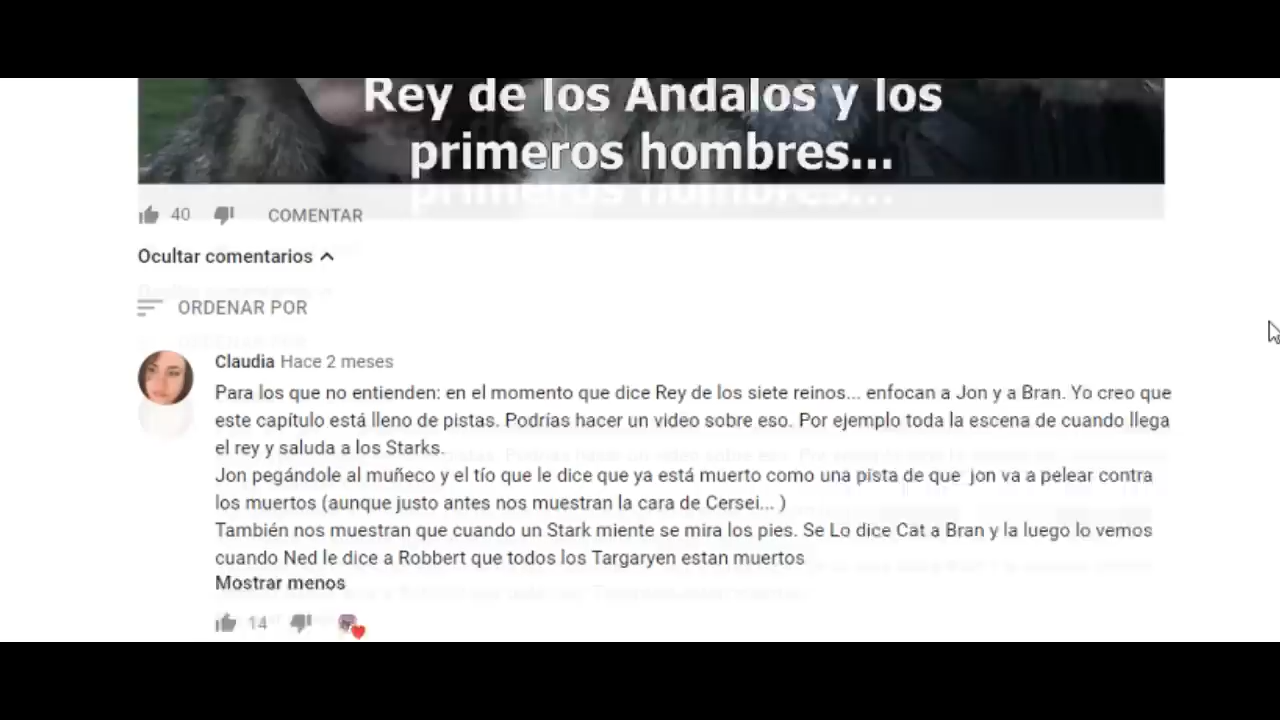 Rey de los Andalos y los
primeros hombres...
40 COMENTAR
Ocultar comentarios
ORDENAR POR
Claudia Hace 2 meses
Para los que no entienden: en el momento que dice Rey de los siete reinos... enfocan a Jon y a Bran. Yo creo que
este capítulo está lleno de pistas. Podrías hacer un video sobre eso. Por ejemplo toda la escena de cuando llega
el rey y saluda a los Starks.
Jon pegándole al muñeco y el tío que le dice que ya está muerto como una pista de que jon va a pelear contra
los muertos (aunque justo antes nos muestran la cara de Cersei... )
También nos muestran que cuando un Stark miente se mira los pies. Se Lo dice Cat a Bran y la luego lo vemos
cuando Ned le dice a Robbert que todos los Targaryen estan muertos
Mostrar menos
14